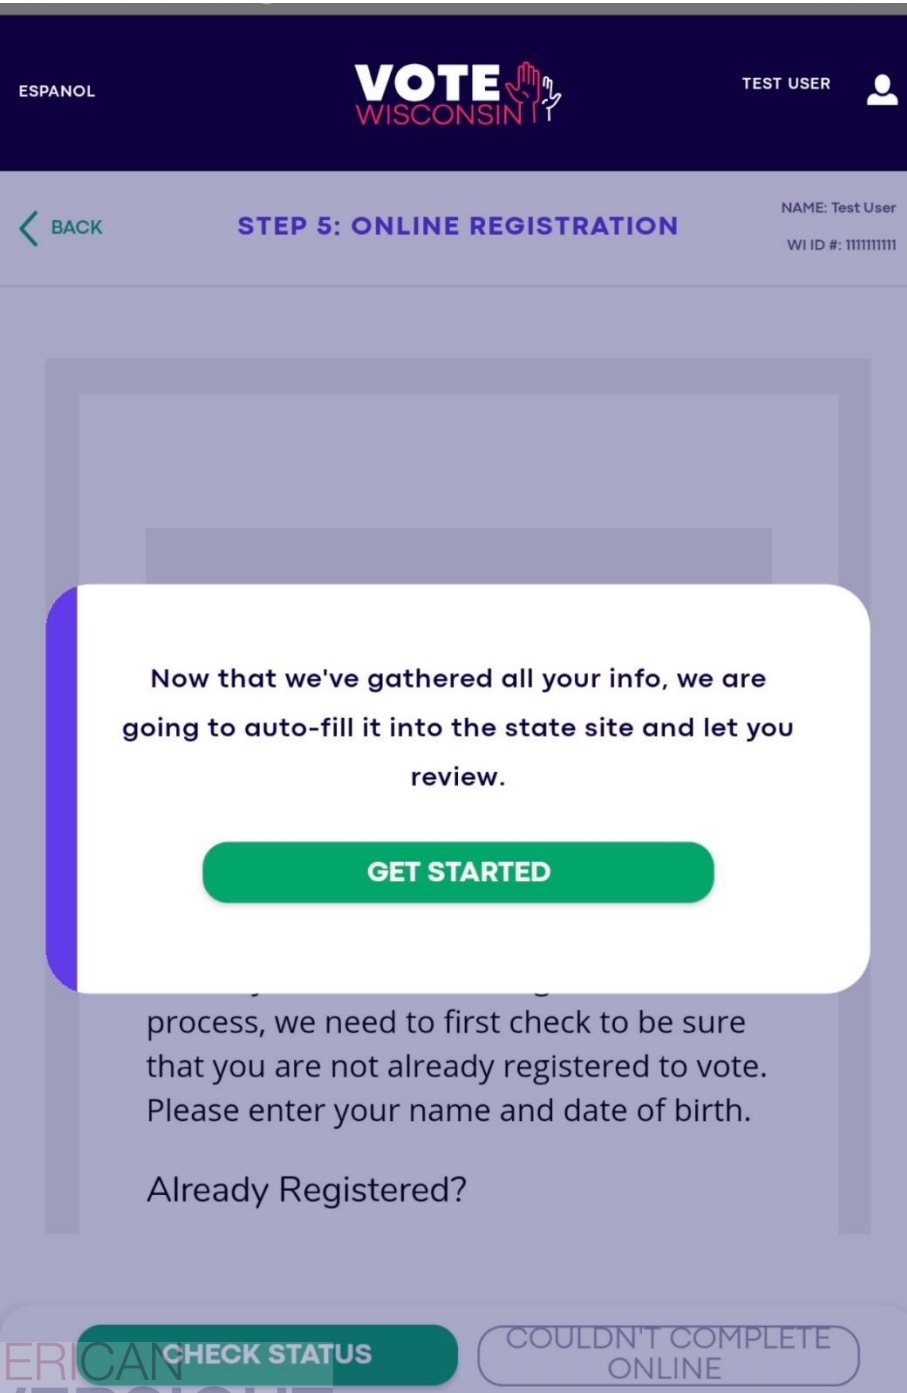 ESPANOL
VOTE
WISCONSIN
TEST USER
BACK
STEP 5: ONLINE REGISTRATION
NAME: Test User
WI ID #: 1111111111
Now that we've gathered all your info, we are
going to auto-fill it into the state site and let you
review.
GET STARTED
process, we need to first check to be sure
that you are not already registered to vote.
Please enter your name and date of birth.
Already Registered?
CHECK STATUS
COULDN'T COMPLETE
ONLINE
ERICAN